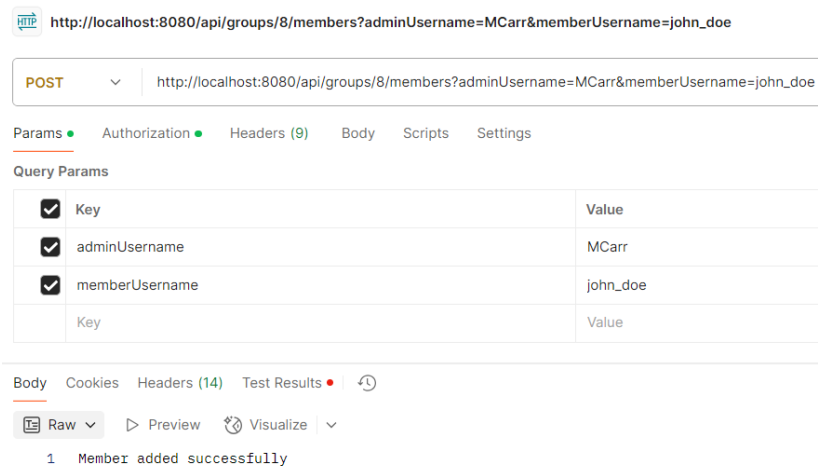 HTTP http://localhost:8080/api/groups/8/members?adminUsername=MCarr&memberUsername=john_doe
POST http://localhost:8080/api/groups/8/members?adminUsername=MCarr&memberUsername=john_doe
Params Authorization Headers (9) Body Scripts Settings
Query Params
Key Value
adminUsername MCarr
memberUsername john_doe
Key Value
Body Cookies Headers (14) Test Results
Raw Preview Visualize
1 Member added successfully